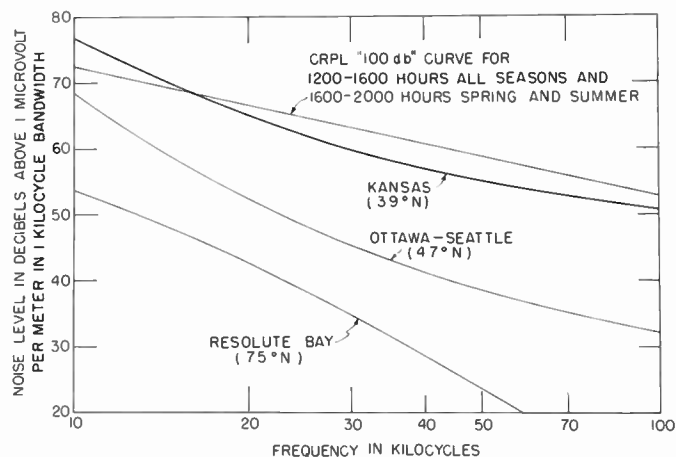 NOISE LEVEL IN DECIBELS ABOVE 1 MICROVOLT
PER METER IN 1 KILOCYCLE BANDWIDTH
80
70
60
50
40
30
20
CRPL "100 db" CURVE FOR
1200-1600 HOURS ALL SEASONS AND
1600-2000 HOURS SPRING AND SUMMER
KANSAS
(39°N)
OTTAWA-SEATTLE
(47°N)
RESOLUTE BAY
(75°N)
10
20
30
40
50
70
100
FREQUENCY IN KILOCYCLES